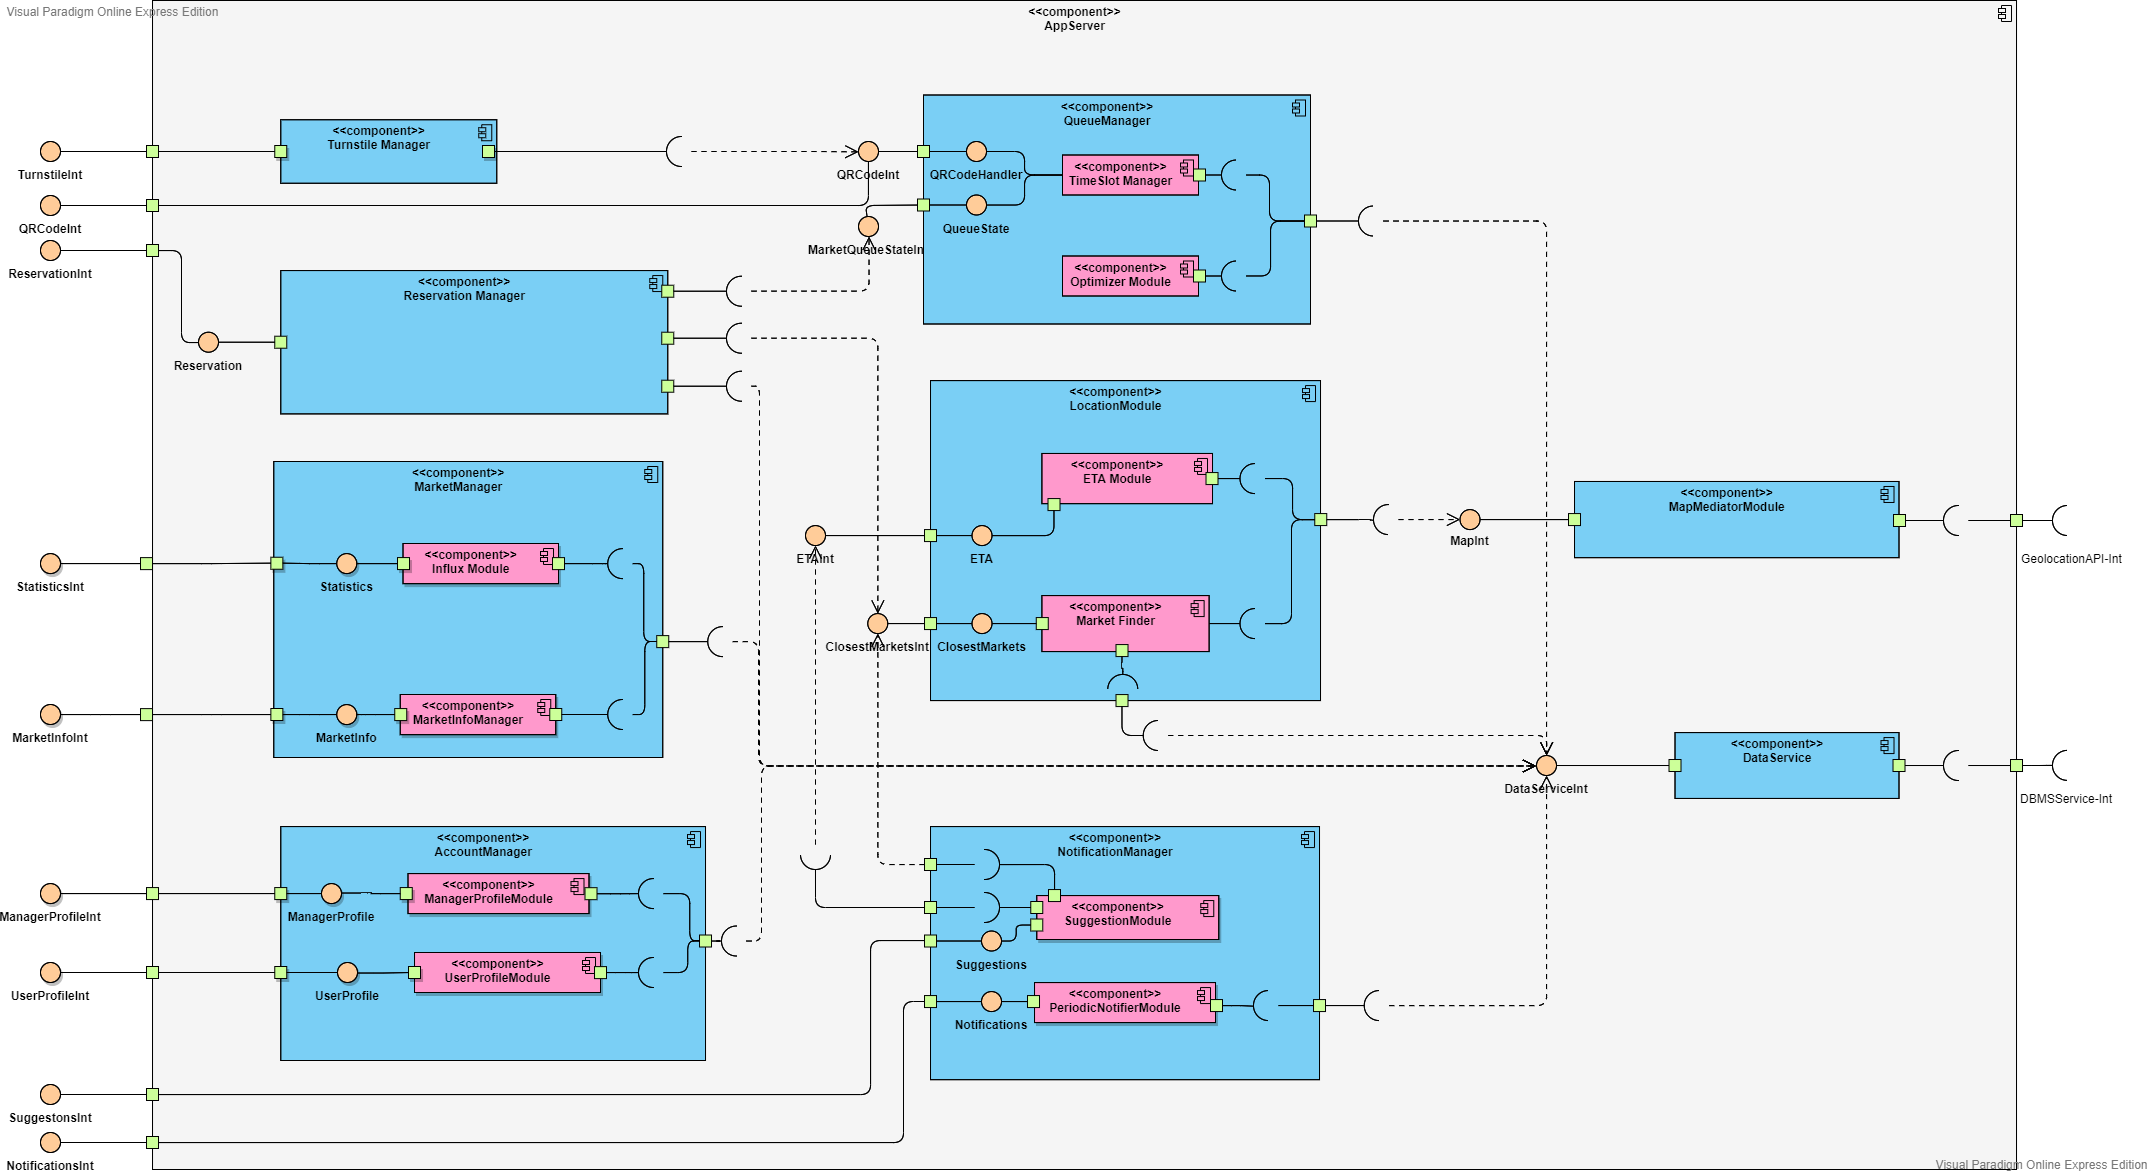 Visual Paradigm Online Express Edition
<<component>>
AppServer
<<component>>
Turnstile Manager
TurnstileInt
QRCodeInt
ReservationInt
Reservation
<<component>>
Reservation Manager
QRCodeInt
MarketQueueStateIn
<<component>>
QueueManager
QRCodeHandler
QueueState
<<component>>
TimeSlot Manager
<<component>>
Optimizer Module
<<component>>
MarketManager
StatisticsInt
Statistics
<<component>>
Influx Module
MarketInfoInt
MarketInfo
<<component>>
MarketInfoManager
<<component>>
LocationModule
<<component>>
ETA Module
ETAInt
ETA
ClosestMarketsInt
ClosestMarkets
<<component>>
Market Finder
MapInt
<<component>>
MapMediatorModule
GeolocationAPI-Int
DataServiceInt
<<component>>
DataService
DBMSService-Int
<<component>>
AccountManager
ManagerProfileInt
ManagerProfile
<<component>>
ManagerProfileModule
UserProfileInt
UserProfile
<<component>>
UserProfileModule
<<component>>
NotificationManager
<<component>>
SuggestionModule
Suggestions
Notifications
<<component>>
PeriodicNotifierModule
SuggestonsInt
NotificationsInt
Visual Paradigm Online Express Edition